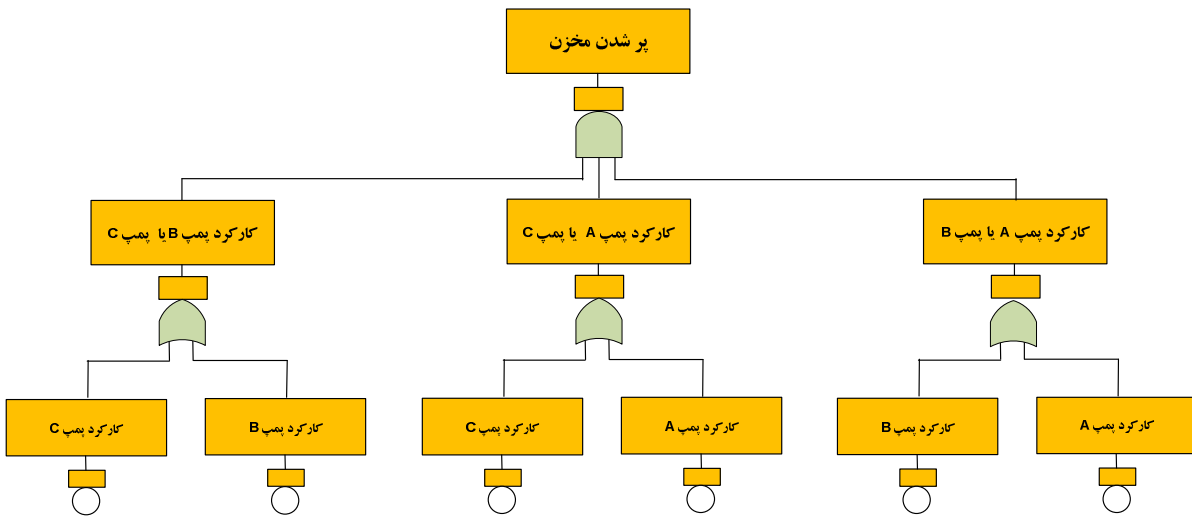 پر شدن مخزن
کارکرد پمپ A یا پمپ B
کارکرد پمپ A یا پمپ C
کارکرد پمپ B یا پمپ C
کارکرد پمپ A
کارکرد پمپ B
کارکرد پمپ A
کارکرد پمپ C
کارکرد پمپ B
کارکرد پمپ C